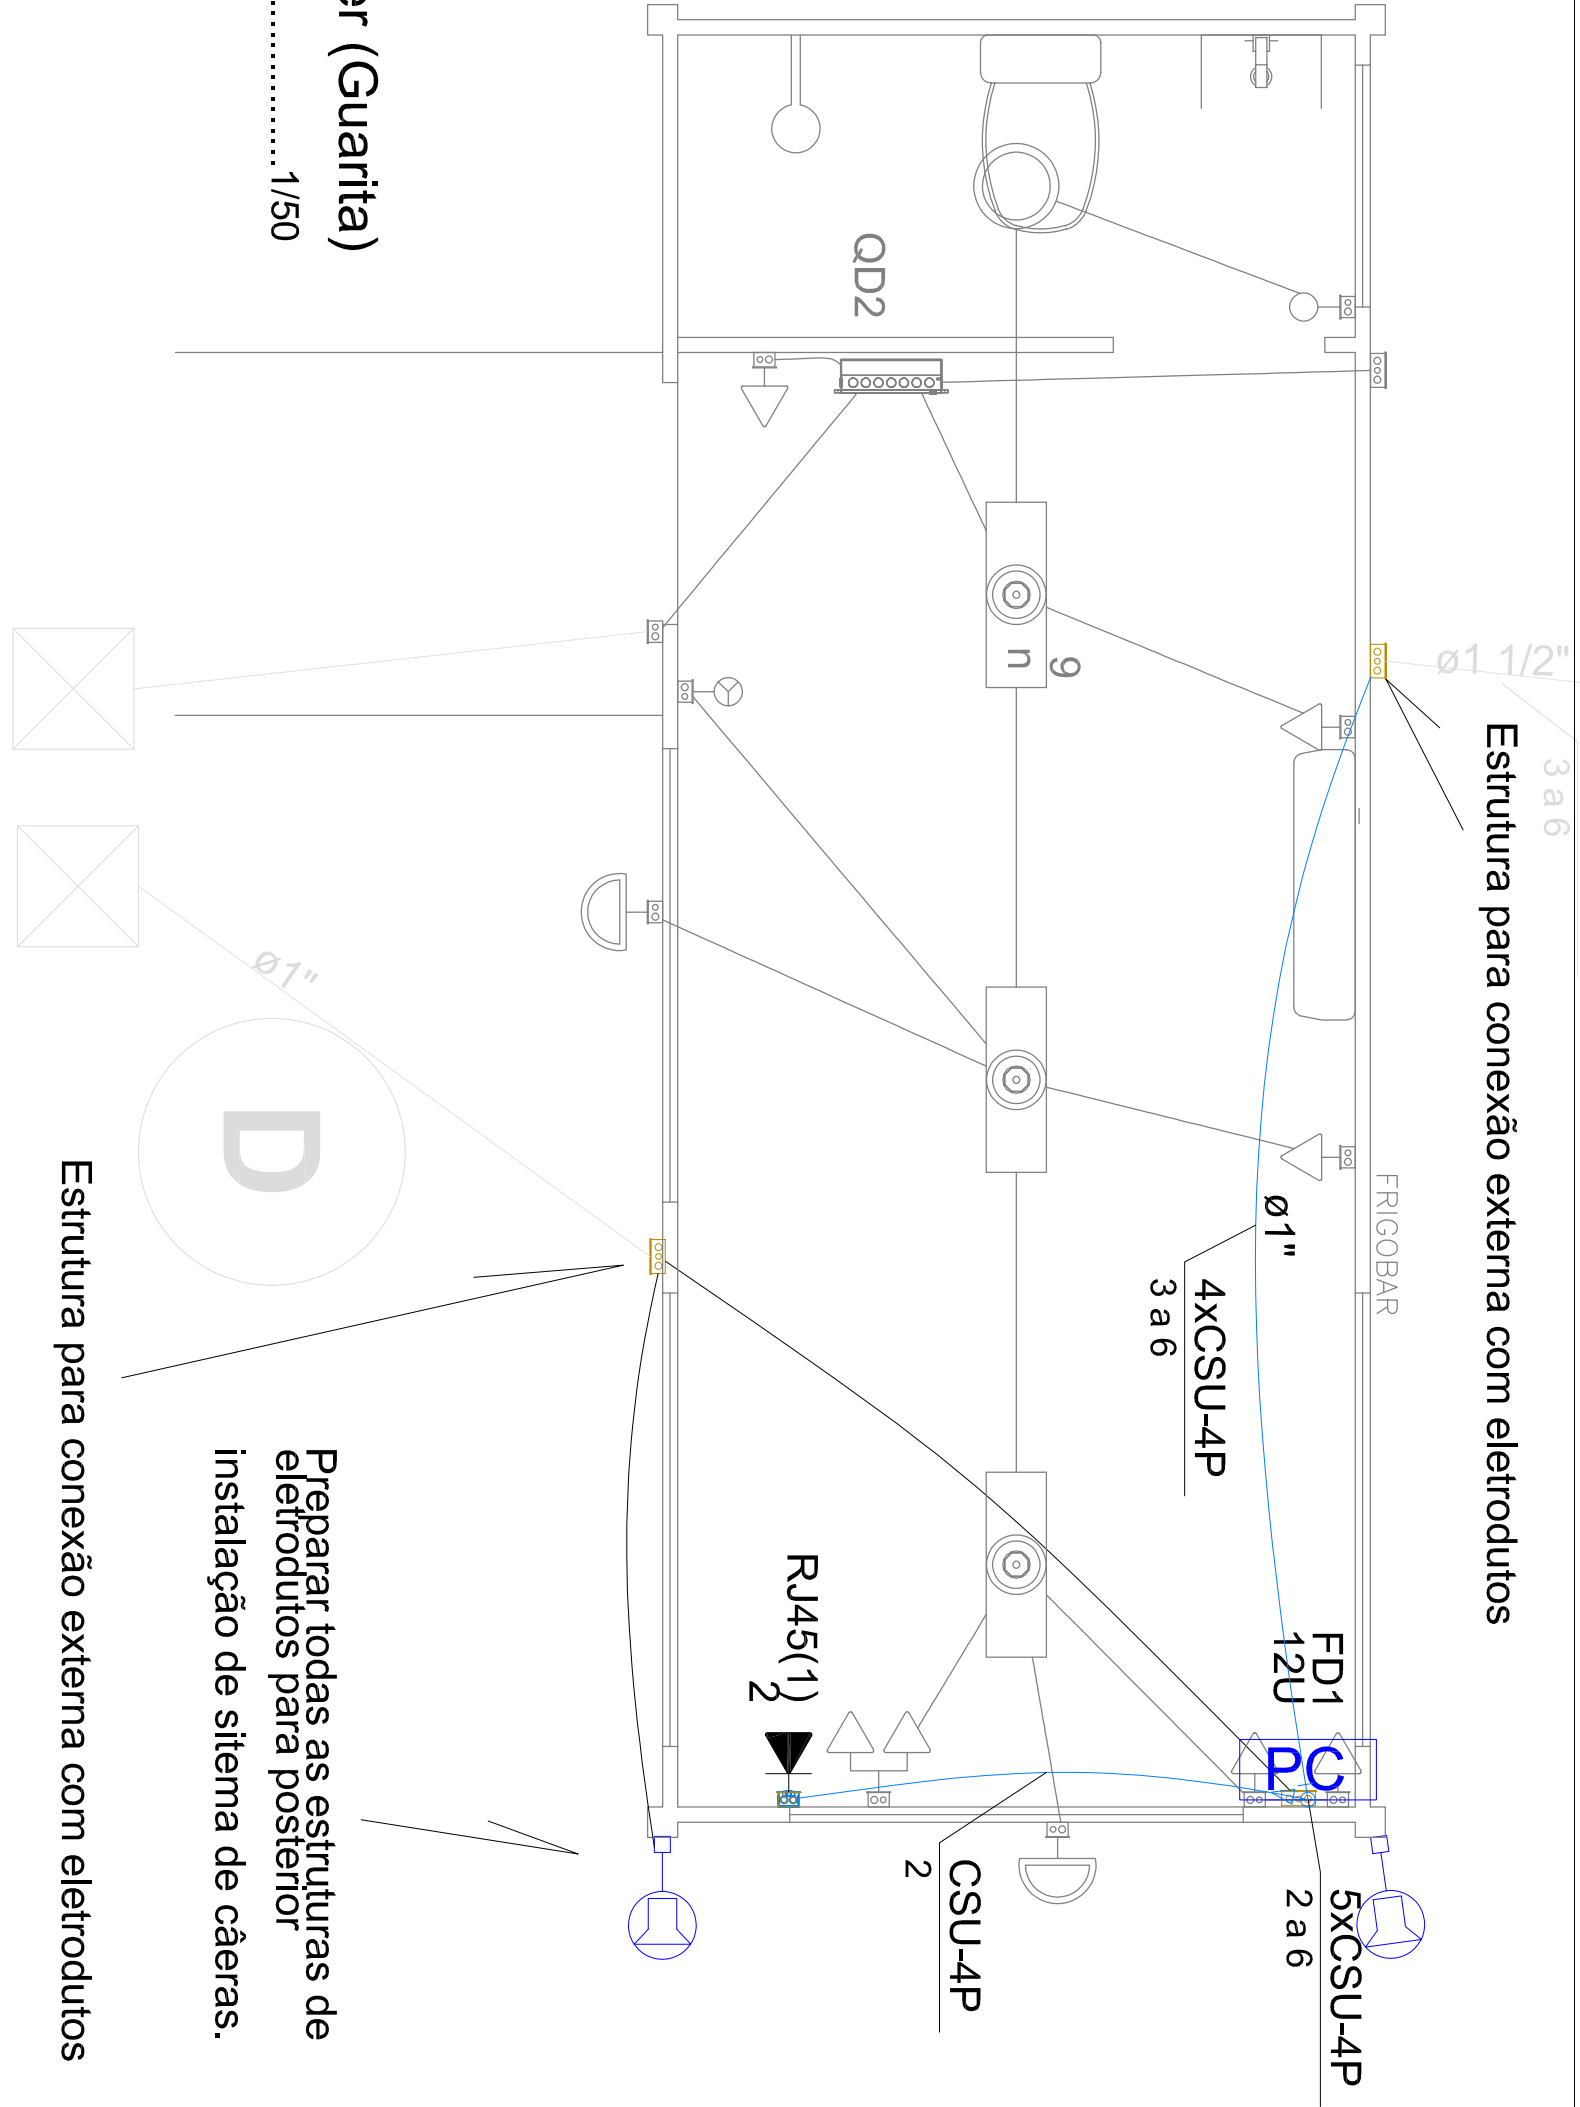 Estrutura para conexão externa com eletrodutos
ø1 1/2"
3 a 6
FRIGOBAR
ø1"
4xCSU-4P
3 a 6
FD1
12U
PC
5xCSU-4P
2 a 6
9
n
QD2
CSU-4P
2
RJ45(1)
2
er (Guarita)
1/50
ø1"
D
Preparar todas as estruturas de
eletrodutos para posterior
instalação de sitema de câeras.
Estrutura para conexão externa com eletrodutos